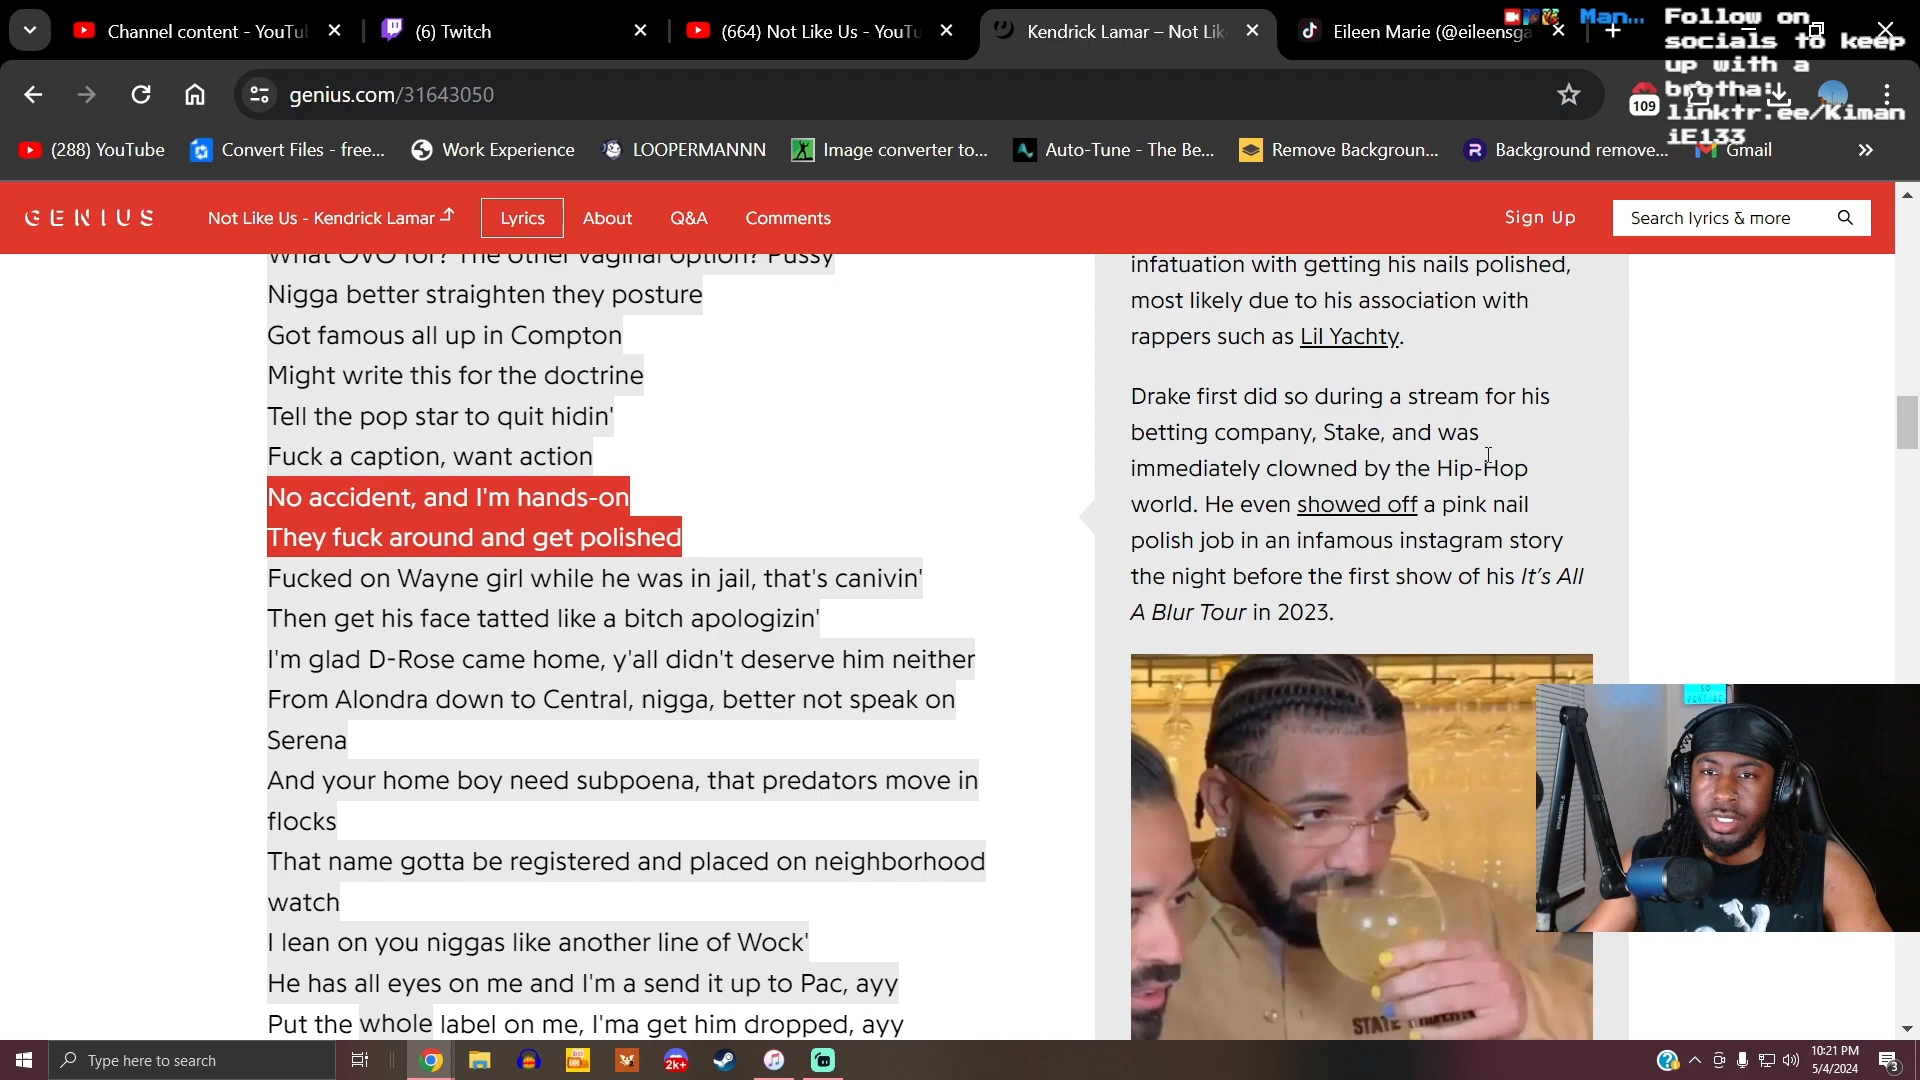 Channel content - YouTu
(6) Twitch
(664) Not Like Us - YouTu
Kendrick Lamar – Not Lik
Eileen Marie (@eileensga
Man...
Follow on
socials to keep
up with a
brotha:
linktr.ee/Kiman
iE133
genius.com/31643050
109
(288) YouTube
Convert Files - free...
Work Experience
LOOPERMANNN
Image converter to...
Auto-Tune - The Be...
Remove Backgroun...
Background remove...
Gmail
GENIUS
Not Like Us - Kendrick Lamar
Lyrics
About
Q&A
Comments
Sign Up
Search lyrics & more
What OVO for? The other vaginal option? Pussy
Nigga better straighten they posture
Got famous all up in Compton
Might write this for the doctrine
Tell the pop star to quit hidin'
Fuck a caption, want action
No accident, and I'm hands-on
They fuck around and get polished
Fucked on Wayne girl while he was in jail, that's canivin'
Then get his face tatted like a bitch apologizin'
I'm glad D-Rose came home, y'all didn't deserve him neither
From Alondra down to Central, nigga, better not speak on
Serena
And your home boy need subpoena, that predators move in
flocks
That name gotta be registered and placed on neighborhood
watch
I lean on you niggas like another line of Wock'
He has all eyes on me and I'm a send it up to Pac, ayy
Put the whole label on me, I'ma get him dropped, ayy
infatuation with getting his nails polished,
most likely due to his association with
rappers such as Lil Yachty.
Drake first did so during a stream for his
betting company, Stake, and was
immediately clowned by the Hip-Hop
world. He even showed off a pink nail
polish job in an infamous instagram story
the night before the first show of his It's All
A Blur Tour in 2023.
Type here to search
2k+
10:21 PM
5/4/2024
3